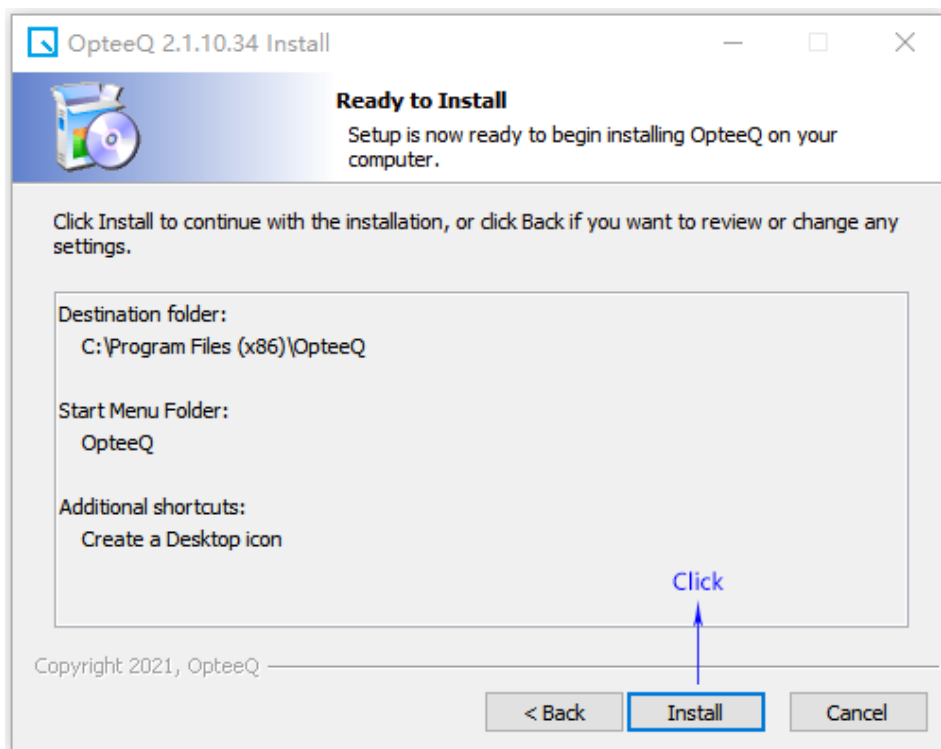 OpteeQ 2.1.10.34 Install
Ready to Install
Setup is now ready to begin installing OpteeQ on your
computer.
Click Install to continue with the installation, or click Back if you want to review or change any
settings.
Destination folder:
C:\Program Files (x86)\OpteeQ
Start Menu Folder:
OpteeQ
Additional shortcuts:
Create a Desktop icon
Click
Copyright 2021, OpteeQ
< Back
Install
Cancel